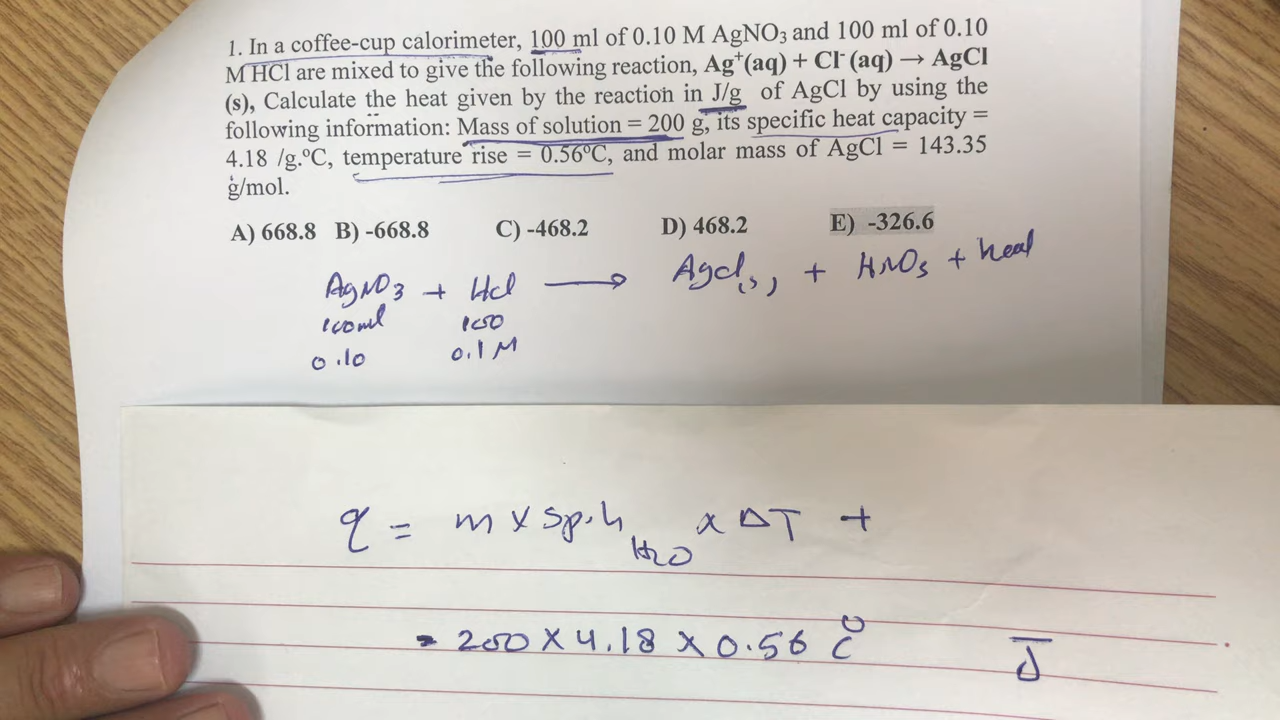 1. In a coffee-cup calorimeter, 100 ml of 0.10 M AgNO3 and 100 ml of 0.10
M HCl are mixed to give the following reaction, Ag⁺(aq) + Cl⁻ (aq) → AgCl
(s), Calculate the heat given by the reaction in J/g of AgCl by using the
following information: Mass of solution = 200 g, its specific heat capacity =
4.18 /g.ºC, temperature rise = 0.56ºC, and molar mass of AgCl = 143.35
g/mol.
A) 668.8 B) -668.8 C) -468.2 D) 468.2 E) -326.6
AgNO3 + Hcl → Agcl(s) + HNO3 + heat
100ml 100
0.10 0.1 M
q = m x sp.h H2O x ΔT +
= 200 x 4.18 x 0.56 °C J